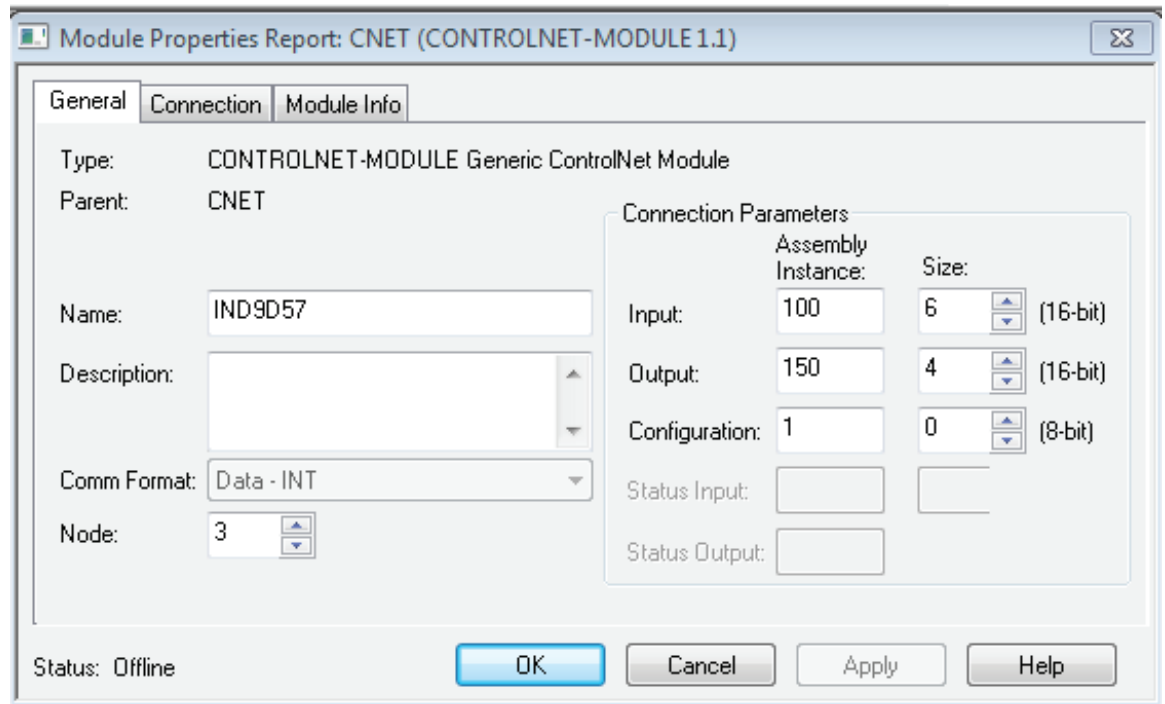 Module Properties Report: CNET (CONTROLNET-MODULE 1.1)
General Connection Module Info
Type: CONTROLNET-MODULE Generic ControlNet Module
Parent: CNET
Name: IND9D57
Description:
Comm Format: Data - INT
Node: 3
Connection Parameters
Assembly
Instance: Size:
Input: 100 6 (16-bit)
Output: 150 4 (16-bit)
Configuration: 1 0 (8-bit)
Status Input:
Status Output:
Status: Offline
OK Cancel Apply Help